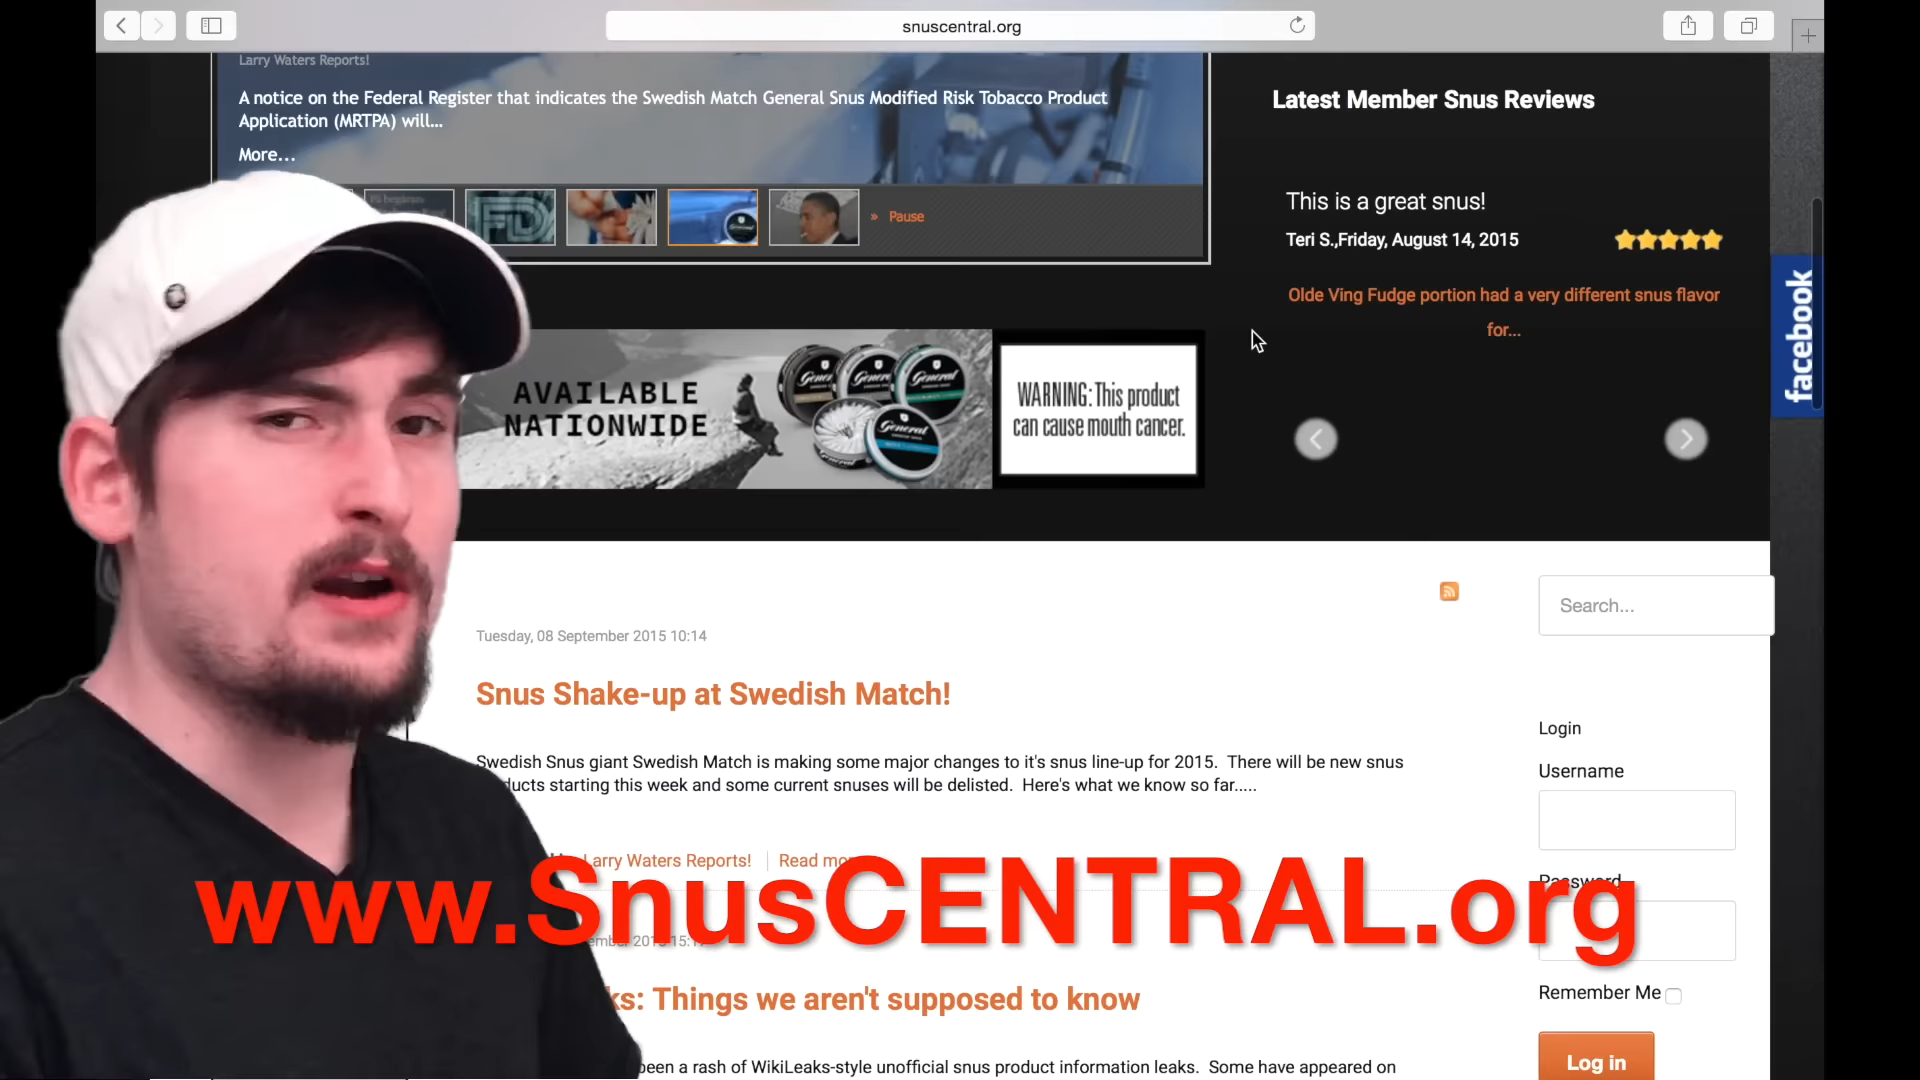 snuscentral.org
Larry Waters Reports!
A notice on the Federal Register that indicates the Swedish Match General Snus Modified Risk Tobacco Product
Application (MRTPA) will...
More...
» Pause
Latest Member Snus Reviews
This is a great snus!
Teri S.,Friday, August 14, 2015
Olde Ving Fudge portion had a very different snus flavor
for...
facebook
AVAILABLE
NATIONWIDE
General
General
General
General
WARNING: This product
can cause mouth cancer.
Search...
Tuesday, 08 September 2015 10:14
Snus Shake-up at Swedish Match!
Swedish Snus giant Swedish Match is making some major changes to it's snus line-up for 2015. There will be new snus
starting this week and some current snuses will be delisted. Here's what we know so far.....
Larry Waters Reports! Read
Login
Username
Password
www.SnusCENTRAL.org
Things we aren't supposed to know
Remember Me
been a rash of WikiLeaks-style unofficial snus product information leaks. Some have appeared on
Log in